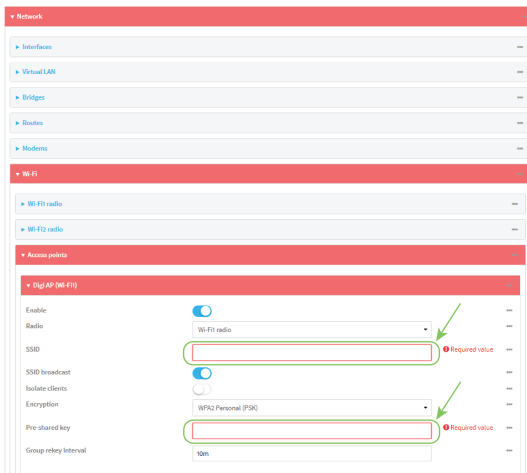 Network
Interfaces
Virtual LAN
Bridges
Routes
Modems
Wi-Fi
Wi-Fi1 radio
Wi-Fi2 radio
Access points
Digi AP (Wi-Fi1)
Enable
Radio Wi-Fi1 radio
SSID Required value
SSID broadcast
Isolate clients
Encryption WPA2 Personal (PSK)
Pre-shared key Required value
Group rekey interval 10m